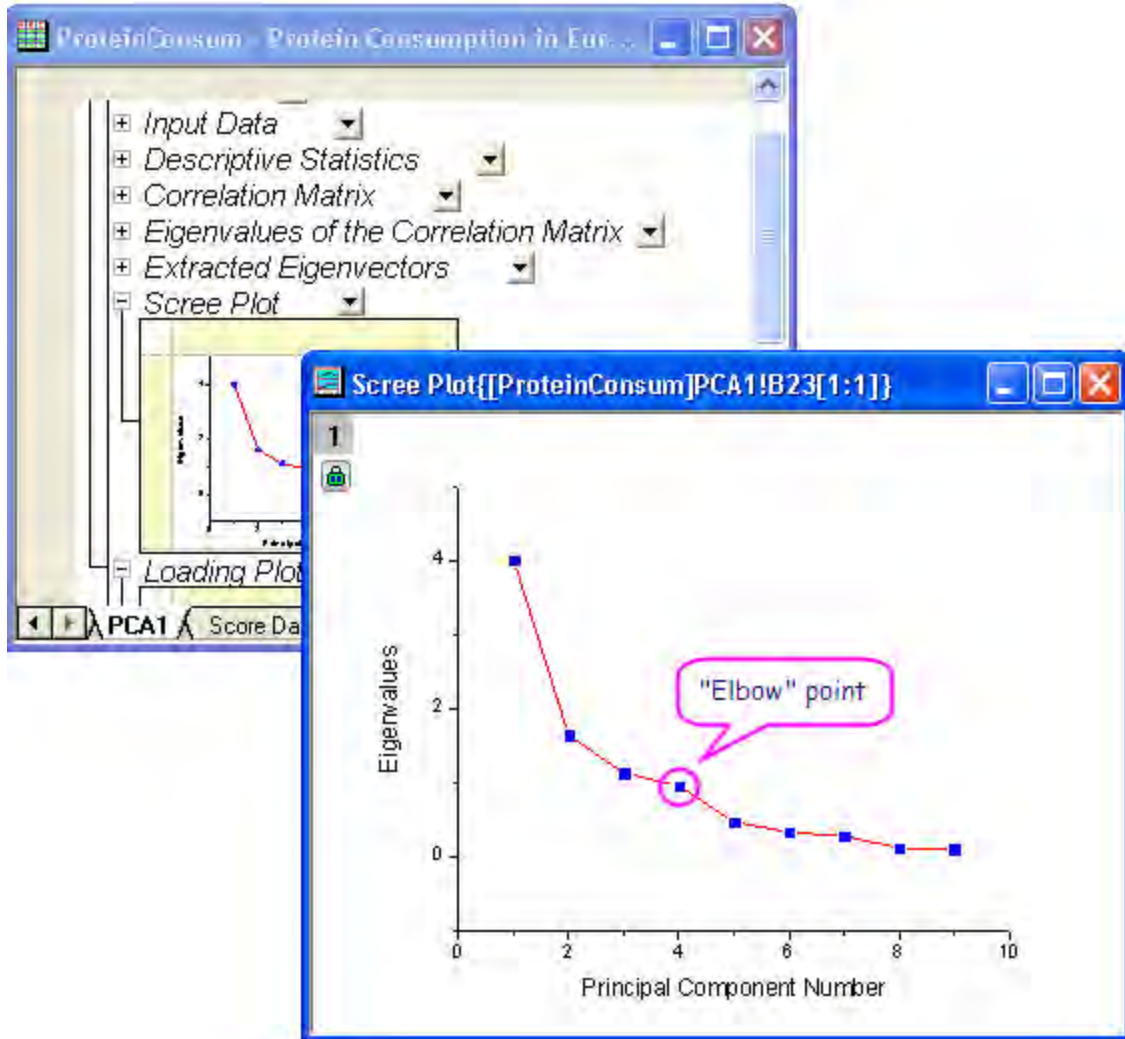 ProteinConsum - Protein Consumption in Eur...
Input Data
Descriptive Statistics
Correlation Matrix
Eigenvalues of the Correlation Matrix
Extracted Eigenvectors
Scree Plot
Loading Plot
PCA1
Score Da
Scree Plot{[ProteinConsum]PCA1!B23[1:1]}
1
"Elbow" point
Eigenvalues
4
2
0
0 2 4 6 8 10
Principal Component Number